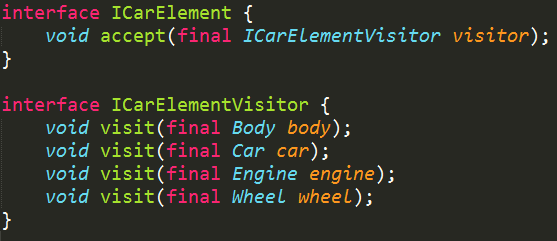 interface ICarElement {
    void accept(final ICarElementVisitor visitor);
}

interface ICarElementVisitor {
    void visit(final Body body);
    void visit(final Car car);
    void visit(final Engine engine);
    void visit(final Wheel wheel);
}